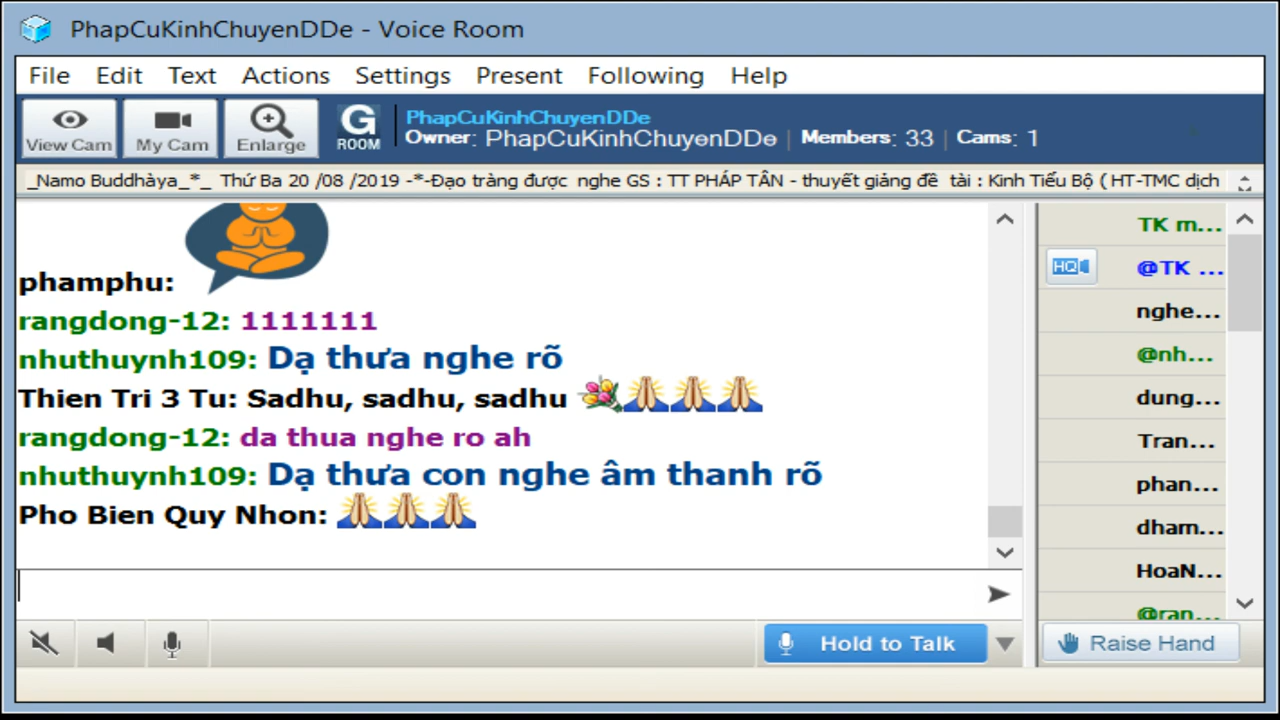 PhapCuKinhChuyenDDe - Voice Room
File Edit Text Actions Settings Present Following Help
View Cam My Cam Enlarge G ROOM
PhapCuKinhChuyenDDe
Owner: PhapCuKinhChuyenDDe | Members: 33 | Cams: 1
_Namo Buddhàya_*_ Thứ Ba 20 /08 /2019 -*-Đạo tràng được nghe GS : TT PHÁP TÂN - thuyết giảng đề tài : Kinh Tiểu Bộ ( HT-TMC dịch
phamphu:
rangdong-12: 1111111
nhuthuynh109: Dạ thưa nghe rõ
Thien Tri 3 Tu: Sadhu, sadhu, sadhu
rangdong-12: da thua nghe ro ah
nhuthuynh109: Dạ thưa con nghe âm thanh rõ
Pho Bien Quy Nhon:
TK m...
HQ @TK ...
nghe...
@nh...
dung...
Tran...
phan...
dham...
HoaN...
@ran...
Hold to Talk
Raise Hand